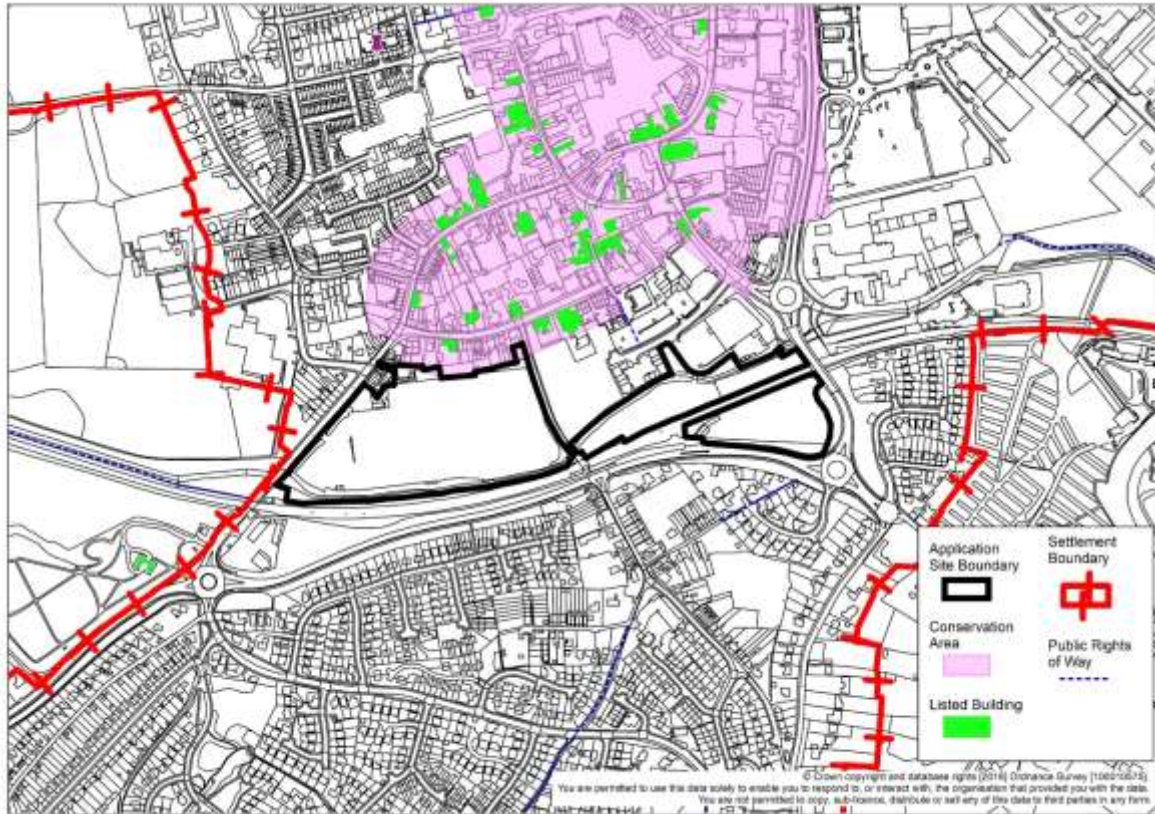 Application
Site Boundary
Settlement
Boundary
Conservation
Area
Public Rights
of Way
Listed Building
© Crown copyright and database rights [2016] Ordnance Survey
You are permitted to use this data solely to enable you to respond to, or interact with, the organisation that provided you with the data.
You are not permitted to copy, sub-licence, distribute or sell any of this data to third parties in any form.